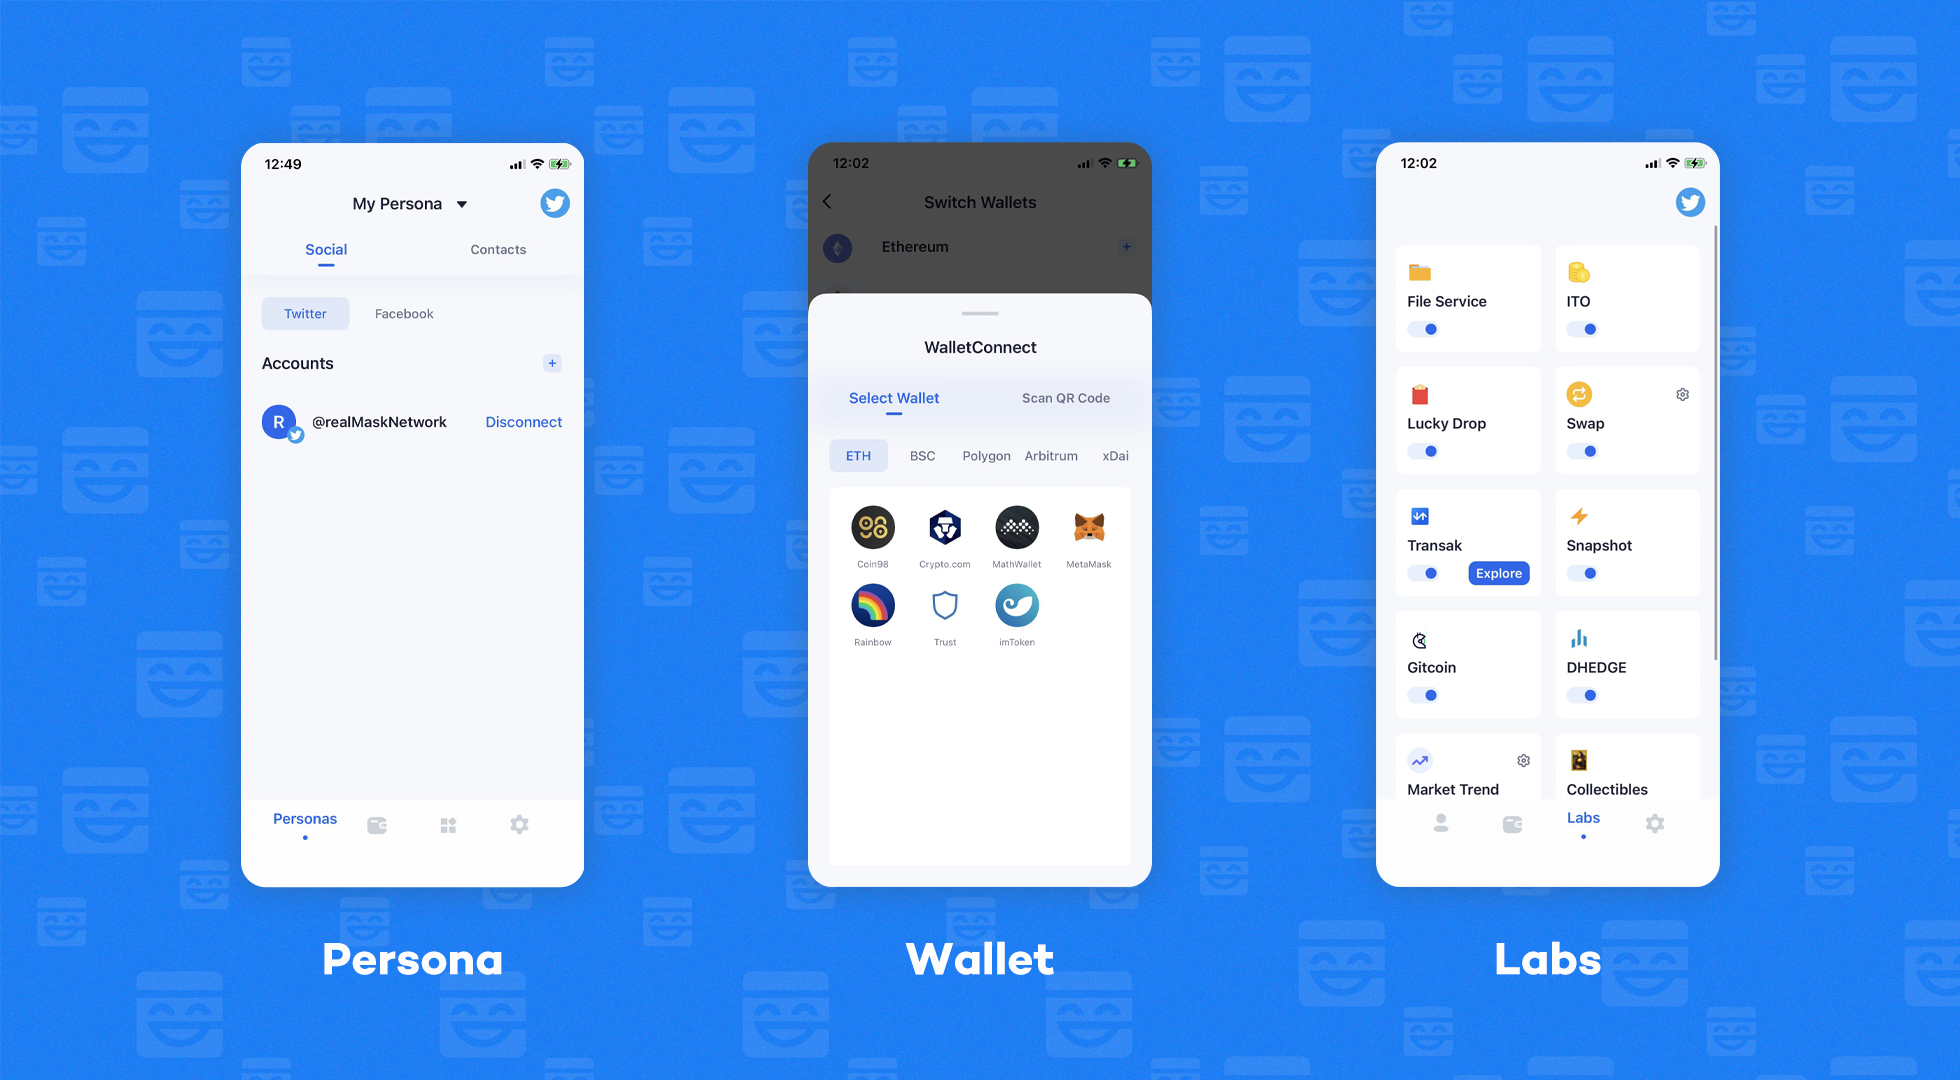 12:49
My Persona
Social
Contacts
Twitter
Facebook
Accounts
+
R
@realMaskNetwork
Disconnect
Personas
Persona
12:02
Switch Wallets
Ethereum
+
WalletConnect
Select Wallet
Scan QR Code
ETH
BSC
Polygon
Arbitrum
xDai
98
Coin98
Crypto.com
MathWallet
MetaMask
Rainbow
Trust
imToken
Wallet
12:02
File Service
ITO
Lucky Drop
Swap
Transak
Explore
Snapshot
Gitcoin
DHEDGE
Market Trend
Collectibles
Labs
Labs